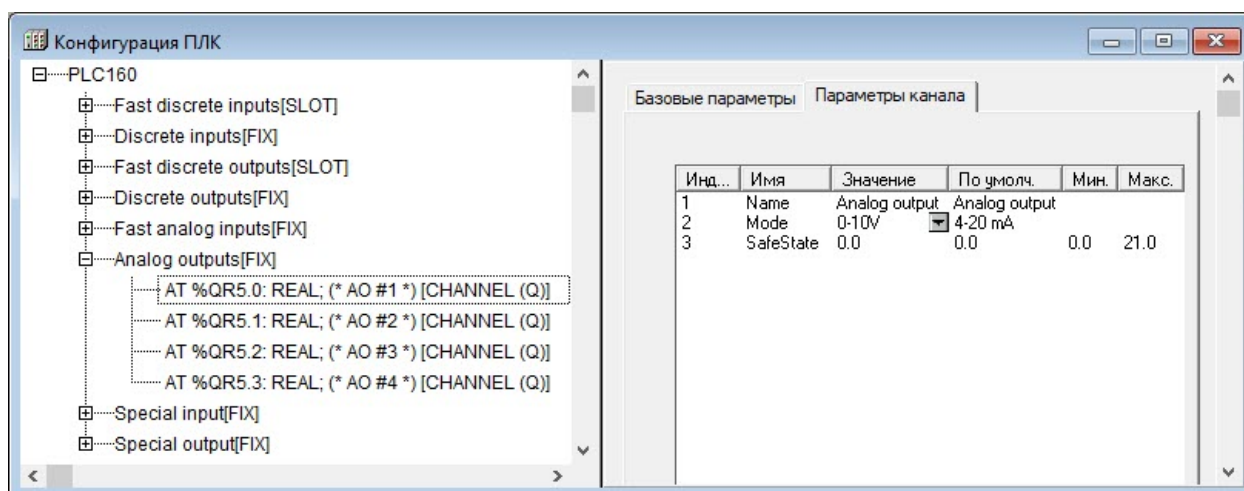 Конфигурация ПЛК
PLC160
Fast discrete inputs[SLOT]
Discrete inputs[FIX]
Fast discrete outputs[SLOT]
Discrete outputs[FIX]
Fast analog inputs[FIX]
Analog outputs[FIX]
AT %QR5.0: REAL; (* AO #1 *) [CHANNEL (Q)]
AT %QR5.1: REAL; (* AO #2 *) [CHANNEL (Q)]
AT %QR5.2: REAL; (* AO #3 *) [CHANNEL (Q)]
AT %QR5.3: REAL; (* AO #4 *) [CHANNEL (Q)]
Special input[FIX]
Special output[FIX]
Базовые параметры Параметры канала
Инд... Имя Значение По умолч. Мин. Макс.
1 Name Analog output Analog output
2 Mode 0-10V 4-20 mA
3 SafeState 0.0 0.0 0.0 21.0